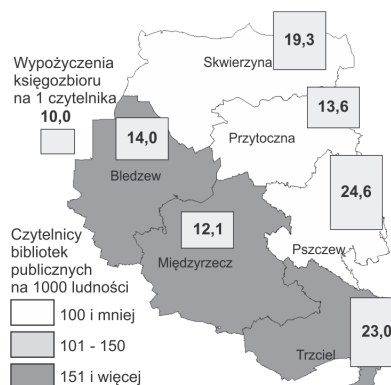 19,3
Skwierzyna
Wypożyczenia
księgozbioru
na 1 czytelnika
10,0
13,6
14,0
Przytoczna
Bledzew
24,6
12,1
Czytelnicy
bibliotek
publicznych
na 1000 ludności
Pszczew
Międzyrzecz
100 i mniej
23,0
101 - 150
Trzciel
151 i więcej